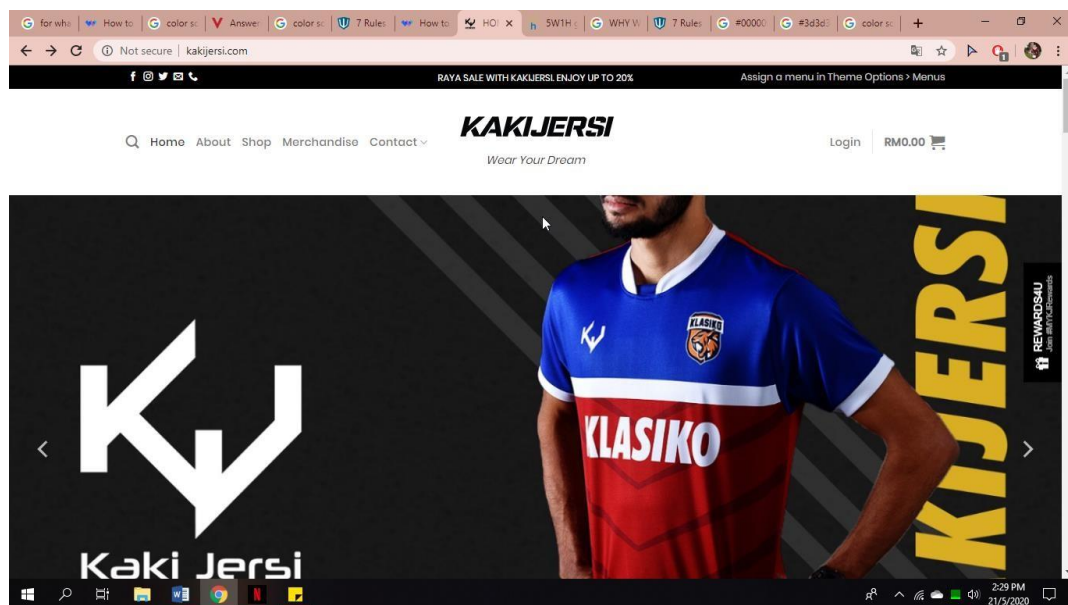 for wha
How to
color sc
Answer
color sc
7 Rules
How to
HO
5W1H
WHY W
7 Rules
#00000
#3d3d3
color sc
Not secure | kakijersi.com
RAYA SALE WITH KAKIJERSI. ENJOY UP TO 20%
Assign a menu in Theme Options > Menus
Home About Shop Merchandise Contact
KAKIJERSI
Wear Your Dream
Login
RM0.00
KLASIKO
KLASIKO
KIJERSI
REWARDS4U
Join #MYKJRewards
Kaki Jersi
2:29 PM
21/5/2020